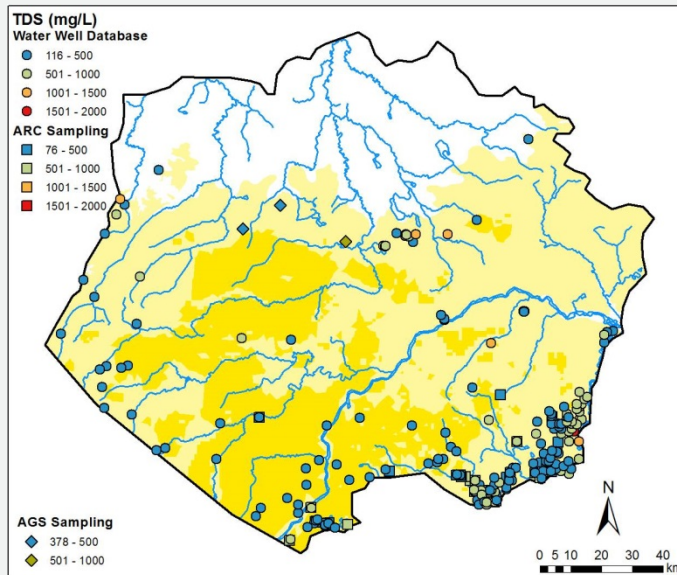 TDS (mg/L)
Water Well Database
116 - 500
501 - 1000
1001 - 1500
1501 - 2000
ARC Sampling
76 - 500
501 - 1000
1001 - 1500
1501 - 2000
AGS Sampling
378 - 500
501 - 1000
N
0 5 10 20 30 40
km